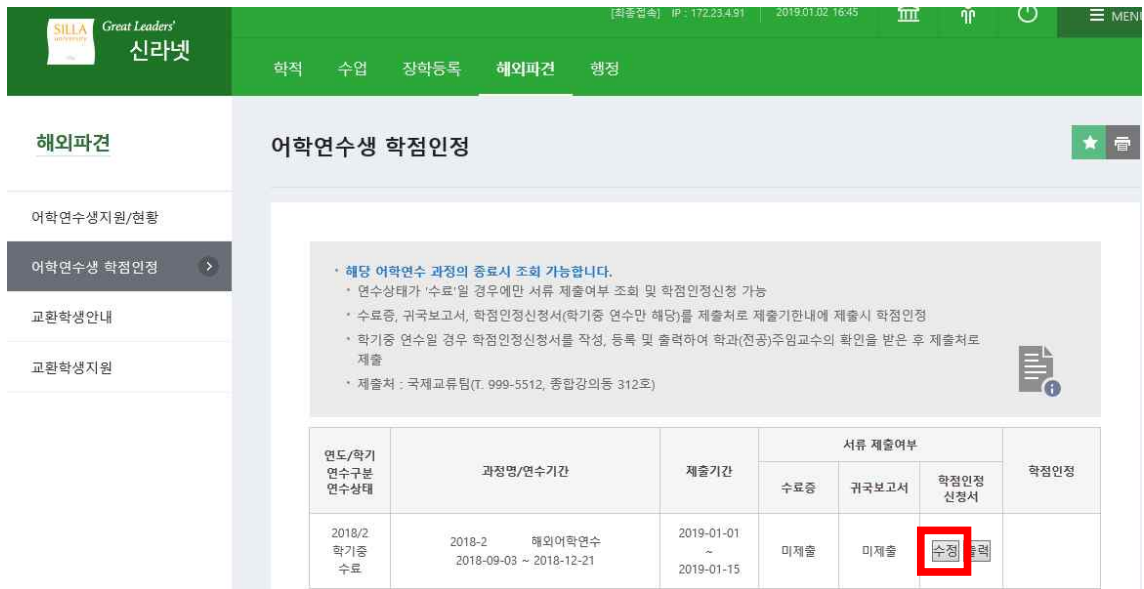 [최종접속] IP : 172.23.4.91 2019.01.02 16:45
MENU
SILLA
university
Great Leaders'
신라넷
학적 수업 장학등록 해외파견 행정
해외파견
어학연수생지원/현황
어학연수생 학점인정
교환학생안내
교환학생지원
어학연수생 학점인정
• 해당 어학연수 과정의 종료시 조회 가능합니다.
• 연수상태가 '수료'일 경우에만 서류 제출여부 조회 및 학점인정신청 가능
• 수료증, 귀국보고서, 학점인정신청서(학기중 연수만 해당)를 제출처로 제출기한내에 제출시 학점인정
• 학기중 연수일 경우 학점인정신청서를 작성, 등록 및 출력하여 학과(전공)주임교수의 확인을 받은 후 제출처로
제출
• 제출처 : 국제교류팀(T. 999-5512, 종합강의동 312호)
연도/학기
연수구분
연수상태
과정명/연수기간
제출기간
서류 제출여부
수료증
귀국보고서
학점인정
신청서
학점인정
2018/2
학기중
수료
2018-2 해외어학연수
2018-09-03 ~ 2018-12-21
2019-01-01
~
2019-01-15
미제출
미제출
수정